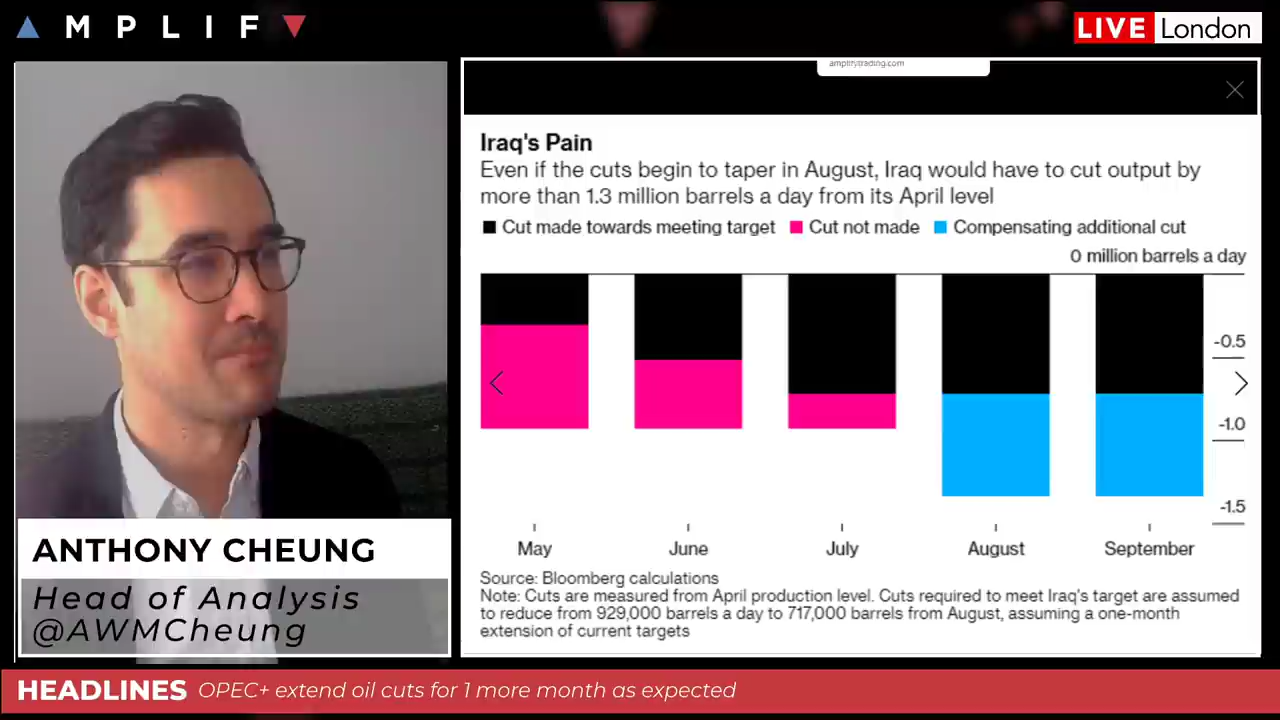 ▲ M P L I F ▼
LIVE London
amplifytrading.com
Iraq's Pain
Even if the cuts begin to taper in August, Iraq would have to cut output by
more than 1.3 million barrels a day from its April level
Cut made towards meeting target Cut not made Compensating additional cut
0 million barrels a day
-0.5
-1.0
-1.5
May June July August September
Source: Bloomberg calculations
Note: Cuts are measured from April production level. Cuts required to meet Iraq's target are assumed
to reduce from 929,000 barrels a day to 717,000 barrels from August, assuming a one-month
extension of current targets
ANTHONY CHEUNG
Head of Analysis
@AWMCheung
HEADLINES OPEC+ extend oil cuts for 1 more month as expected